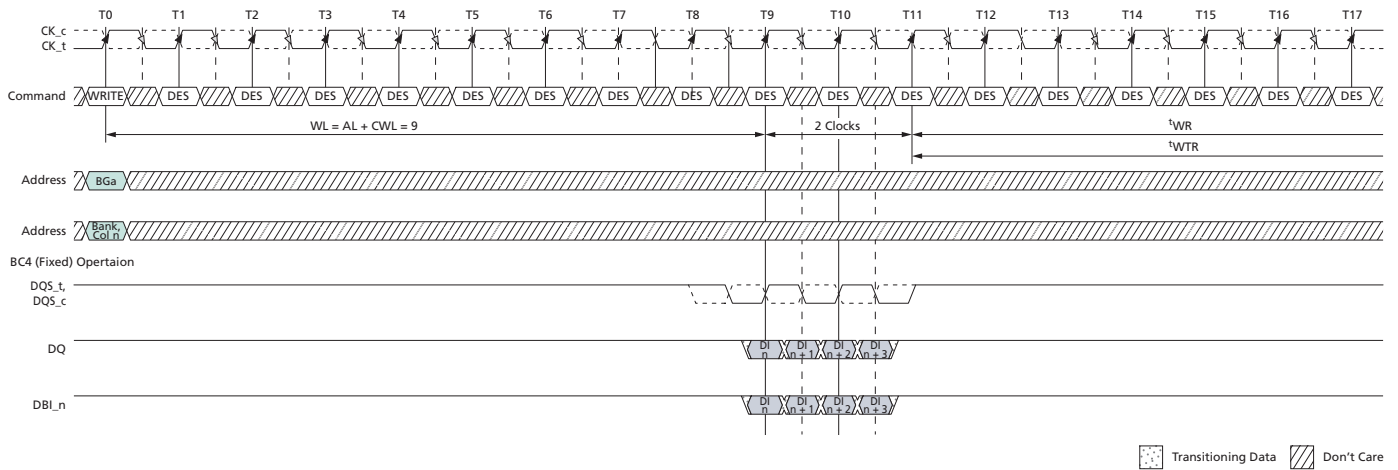 T0 T1 T2 T3 T4 T5 T6 T7 T8 T9 T10 T11 T12 T13 T14 T15 T16 T17
CK_c
CK_t
Command WRITE DES DES DES DES DES DES DES DES DES DES DES DES DES DES DES DES DES
WL = AL + CWL = 9 2 Clocks tWR
tWTR
Address BGa
Address Bank,
Col n
BC4 (Fixed) Opertaion
DQS_t,
DQS_c
DQ DI DI DI DI
n n + 1 n + 2 n + 3
DBI_n DI DI DI DI
n n + 1 n + 2 n + 3
Transitioning Data Don't Care